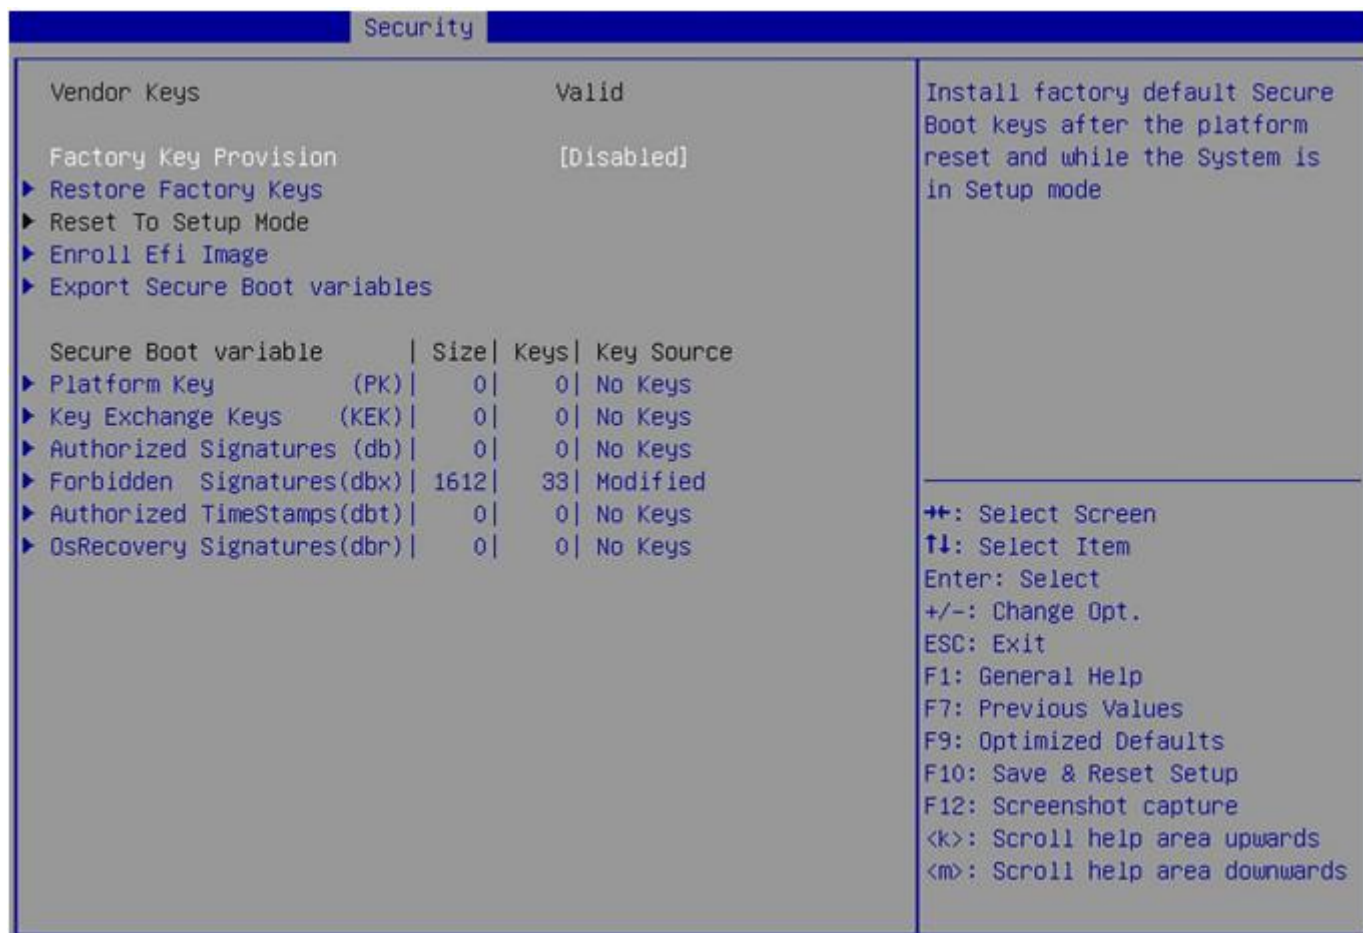 Security
Vendor Keys Valid
Factory Key Provision [Disabled]
Restore Factory Keys
Reset To Setup Mode
Enroll Efi Image
Export Secure Boot variables
Secure Boot variable | Size| Keys| Key Source
Platform Key (PK)| 0| 0| No Keys
Key Exchange Keys (KEK)| 0| 0| No Keys
Authorized Signatures (db)| 0| 0| No Keys
Forbidden Signatures(dbx)| 1612| 33| Modified
Authorized TimeStamps(dbt)| 0| 0| No Keys
OsRecovery Signatures(dbr)| 0| 0| No Keys
Install factory default Secure
Boot keys after the platform
reset and while the System is
in Setup mode
→←: Select Screen
↑↓: Select Item
Enter: Select
+/-: Change Opt.
ESC: Exit
F1: General Help
F7: Previous Values
F9: Optimized Defaults
F10: Save & Reset Setup
F12: Screenshot capture
<k>: Scroll help area upwards
<m>: Scroll help area downwards